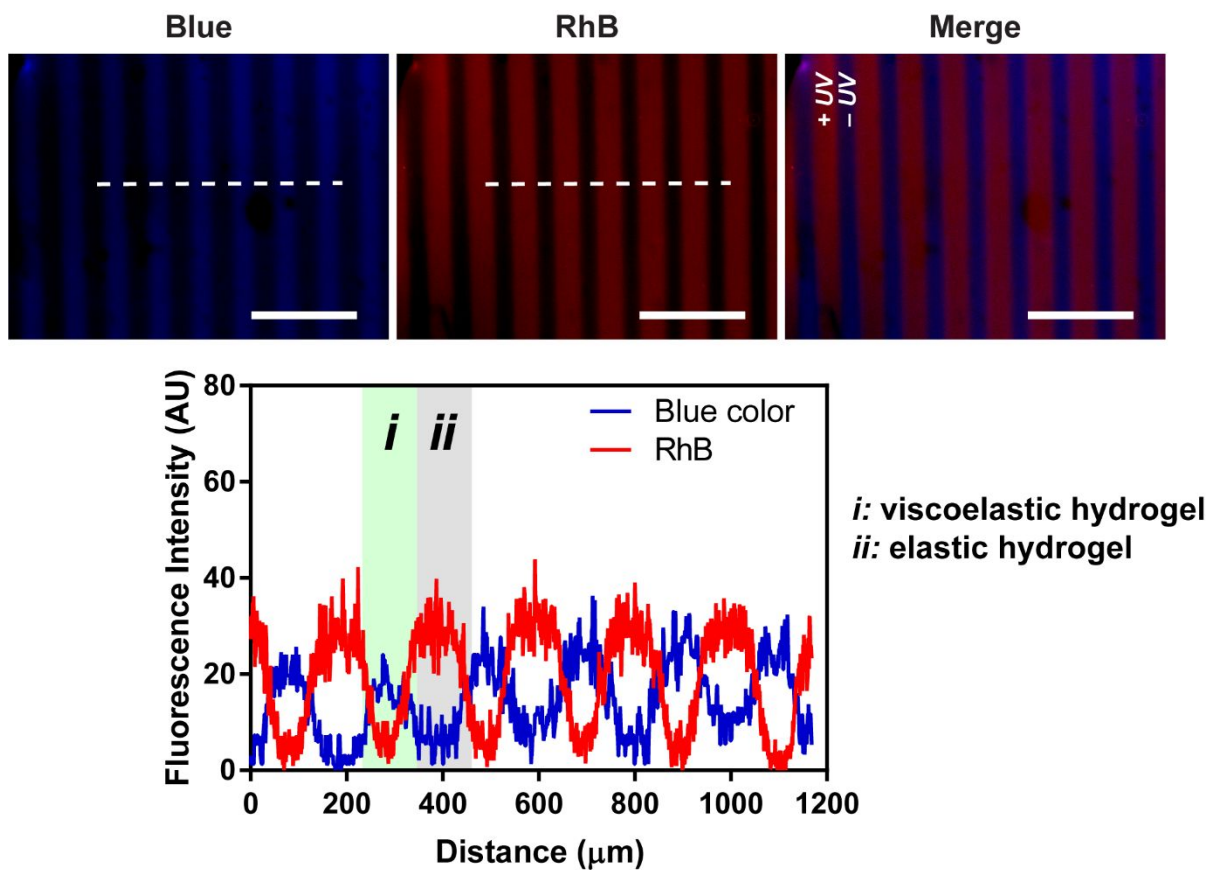 Blue
RhB
Merge
+ UV
– UV
Fluorescence Intensity (AU)
80
60
40
20
0
i
ii
Blue color
RhB
0 200 400 600 800 1000 1200
Distance (μm)
i: viscoelastic hydrogel
ii: elastic hydrogel